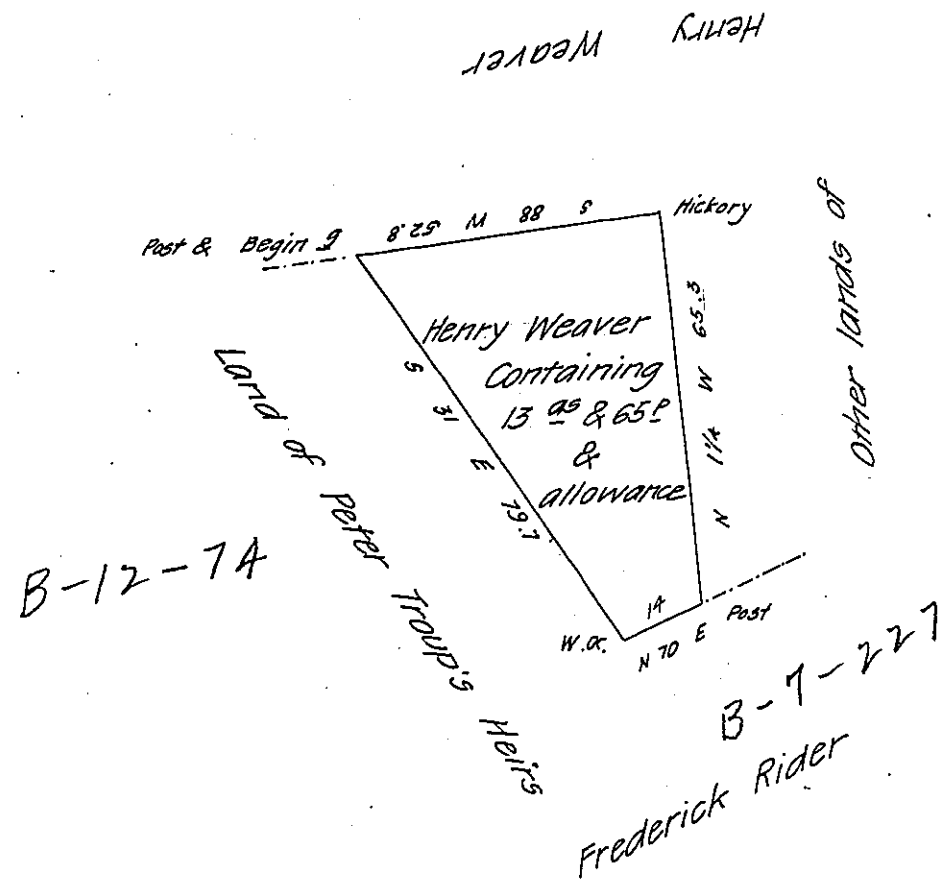 Henry Weaver
Post & Begin g
S 88 W 52.8
Hickory
N 1¼ W 65.3
Other lands of
Henry Weaver
Containing
13 as & 65 P
&
allowance
S 31 E 79.7
Land of Peter Troup's Heirs
B-12-74
14
N 70 E
Post
W.o.
B-7-227
Frederick Rider